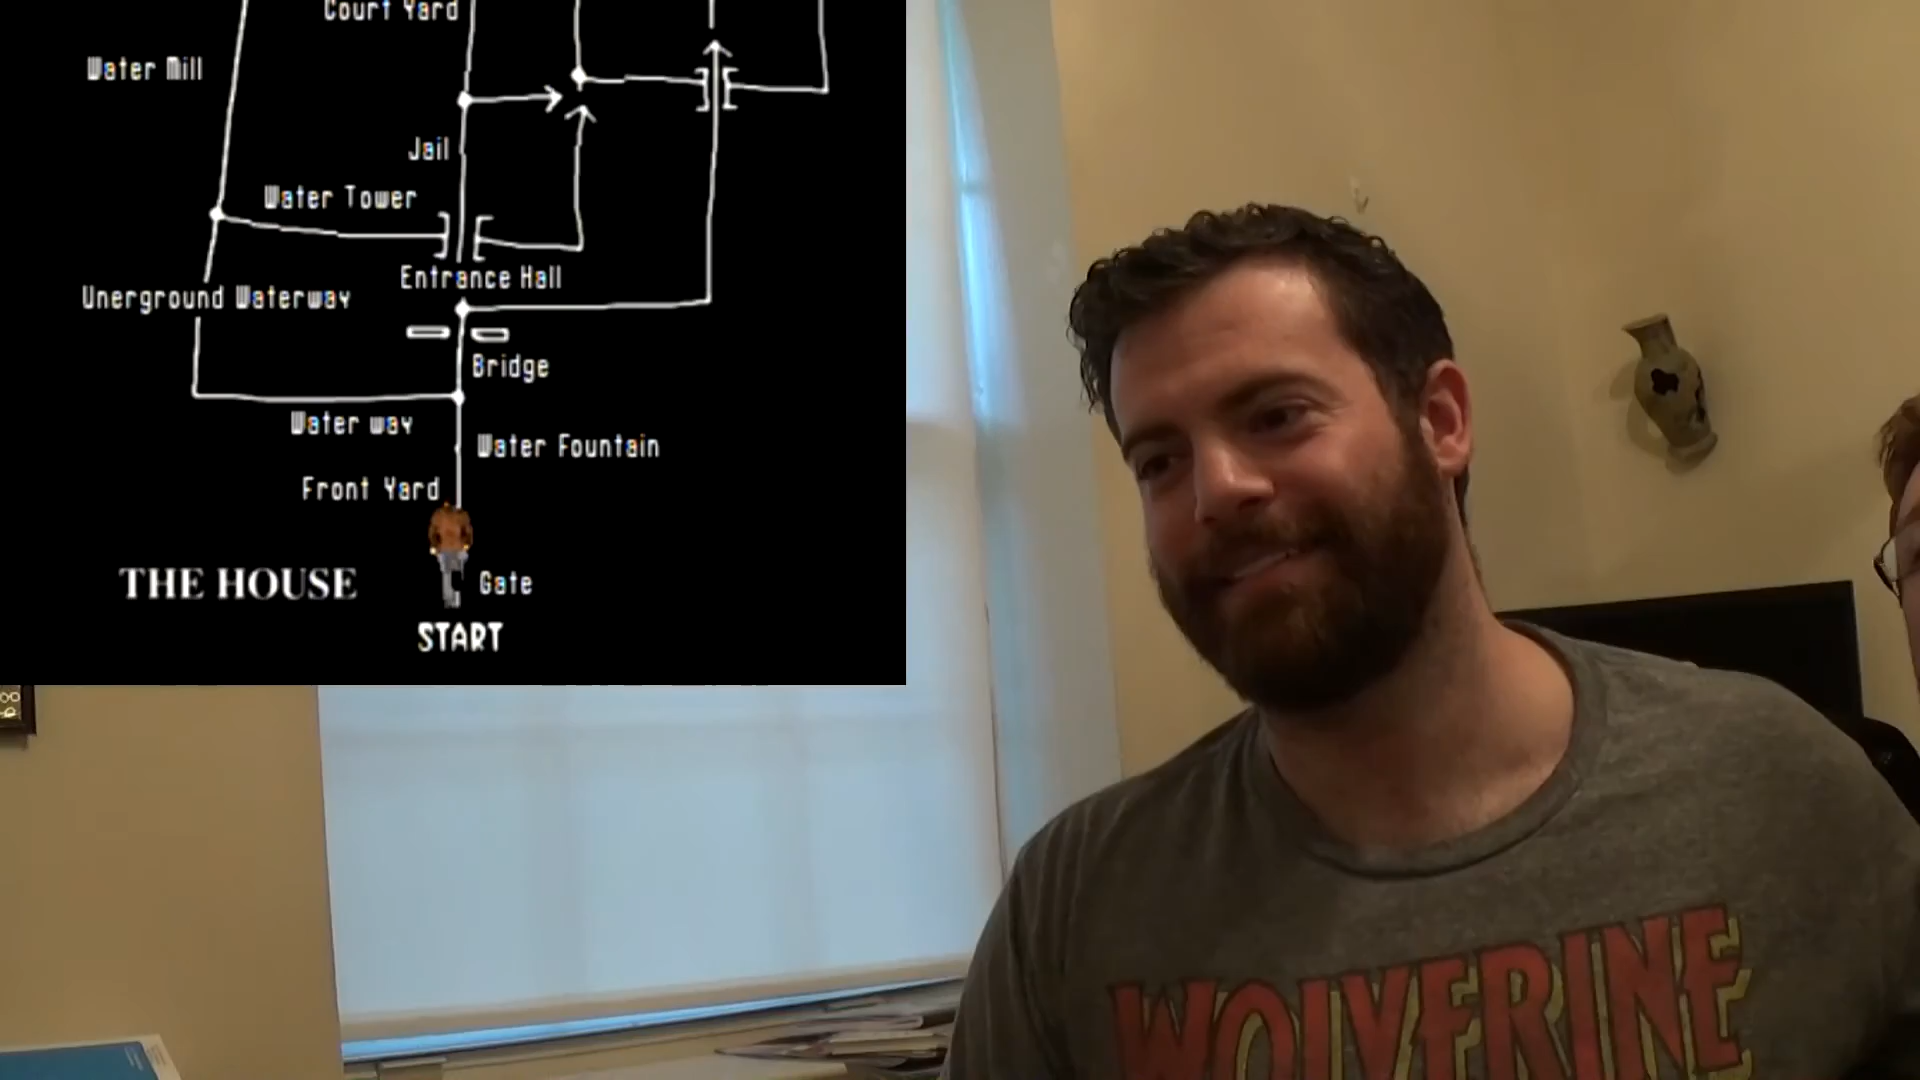 Court Yard
Water Mill
Jail
Water Tower
Entrance Hall
Unerground Waterway
Bridge
Water way
Water Fountain
Front Yard
THE HOUSE
Gate
START
WOLVERINE